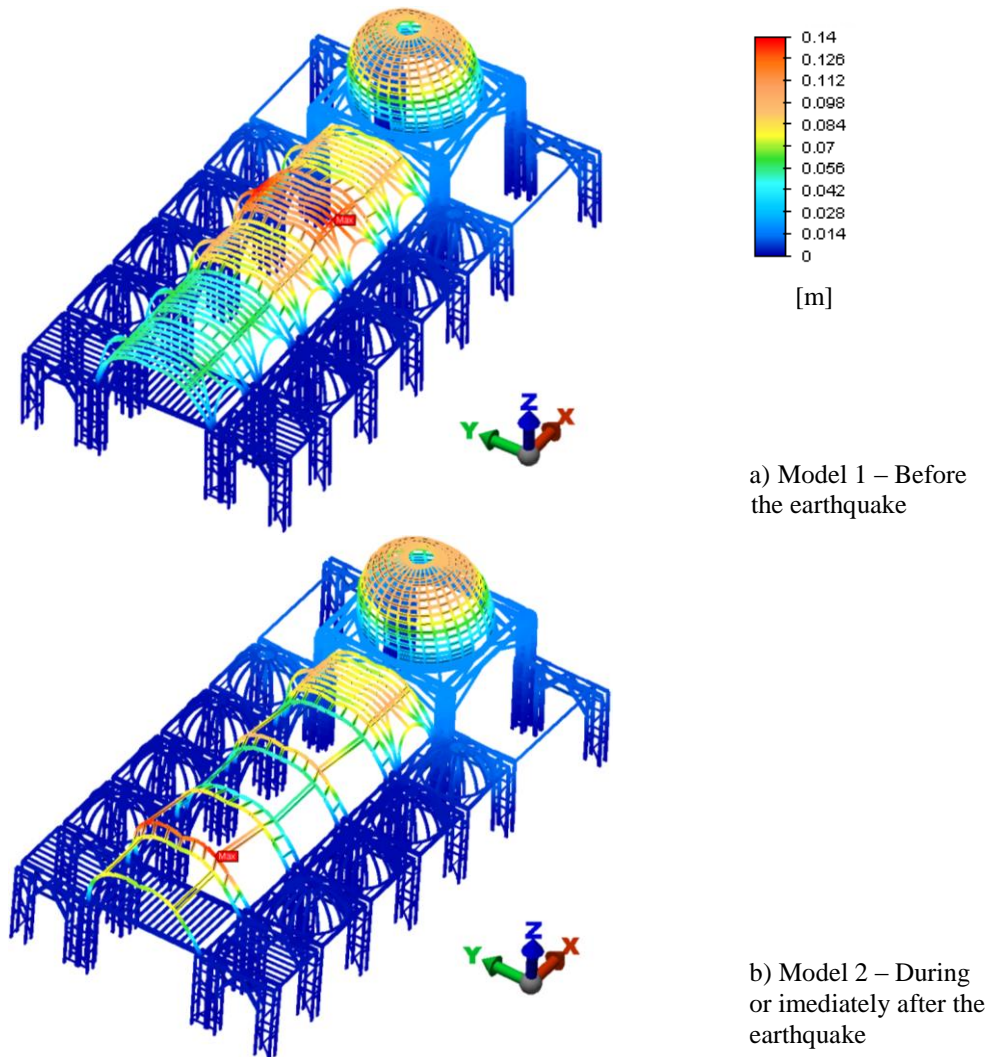 0.14
0.126
0.112
0.098
0.084
0.07
0.056
0.042
0.028
0.014
0
[m]
Max
Z
X
Y
a) Model 1 – Before
the earthquake
Max
Z
X
Y
b) Model 2 – During
or imediately after the
earthquake